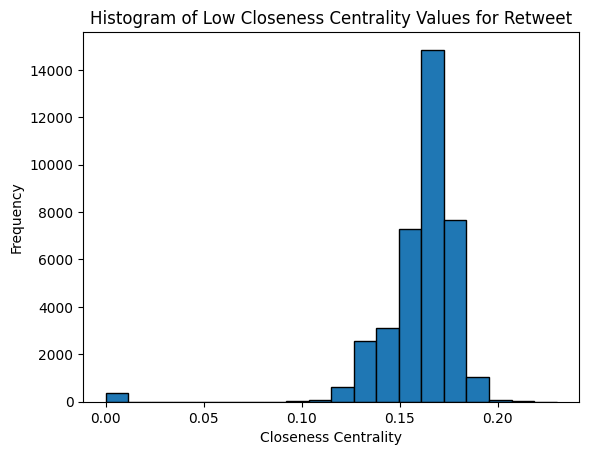 Histogram of Low Closeness Centrality Values for Retweet
Frequency
14000
12000
10000
8000
6000
4000
2000
0
0.00 0.05 0.10 0.15 0.20
Closeness Centrality